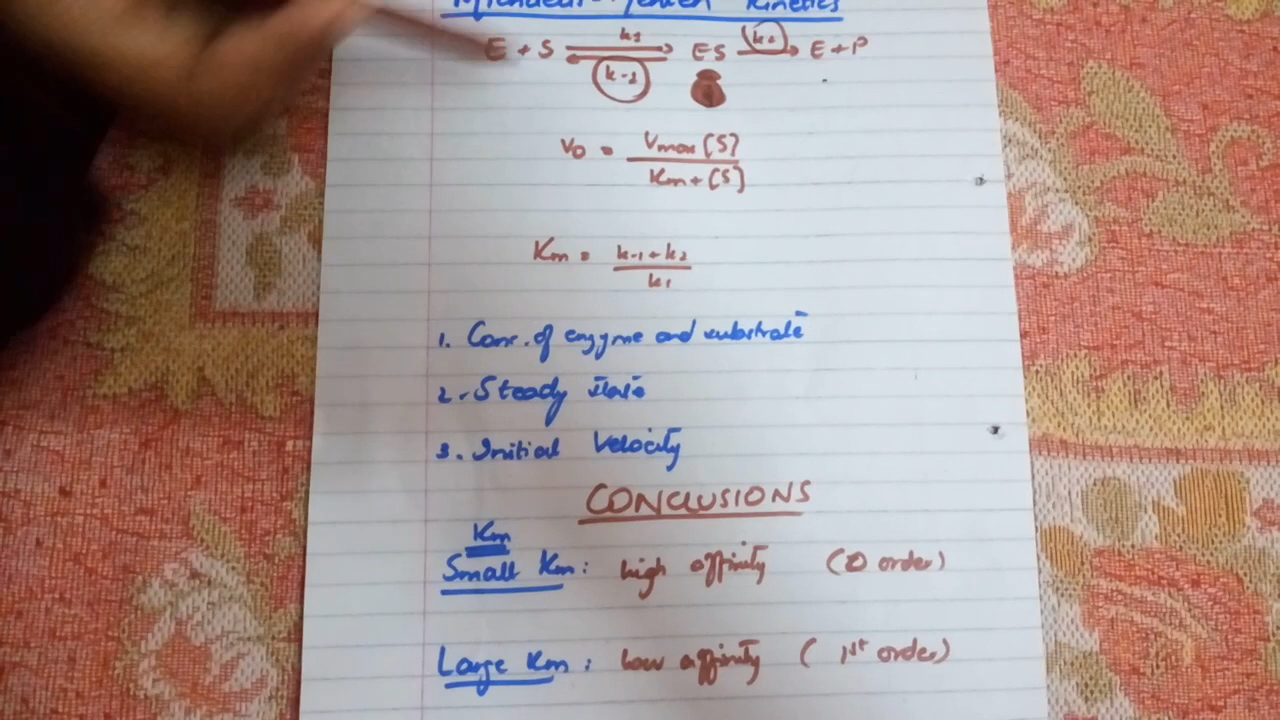 Kinetics
E + S k1 k-1 ES k2 E + P
V0 = Vmax [S] / Km + [S]
Km = k-1 + k2 / k1
1. Conc. of enzyme and substrate
2. Steady state
3. Initial Velocity
CONCLUSIONS
Km
Small Km : high affinity (0 order)
Large Km : low affinity ( 1st order)